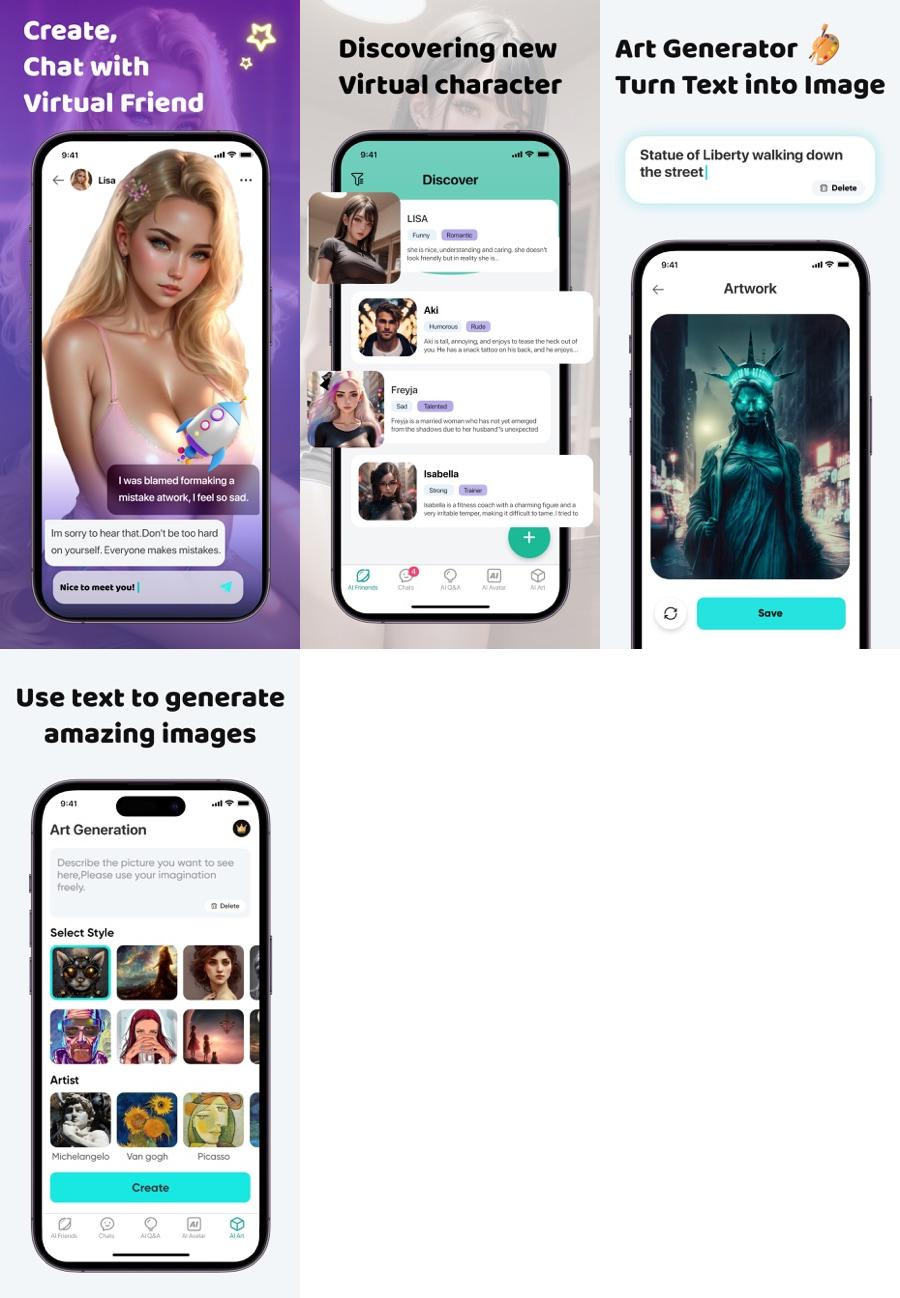 Create,
Chat with
Virtual Friend
9:41
Lisa
I was blamed formaking a
mistake atwork, I feel so sad.
Im sorry to hear that.Don't be too hard
on yourself. Everyone makes mistakes.
Nice to meet you!
Discovering new
Virtual character
9:41
Discover
LISA
Funny
Romantic
she is nice, understanding and caring. she doesn't
look friendly but in reality she is...
Aki
Humorous
Rude
Aki is tall, annoying, and enjoys to tease the heck out of
you. He has a snack tattoo on his back, and he enjoys...
Freyja
Sad
Talented
Freyja is a married woman who has not yet emerged
from the shadows due to her husband"s unexpected
Isabella
Strong
Trainer
Isabella is a fitness coach with a charming figure and a
very irritable temper, making it difficult to tame. I tried to
+
4
AI Friends
Chats
AI Q&A
AI Avatar
AI Art
Art Generator
Turn Text into Image
Statue of Liberty walking down
the street
Delete
9:41
Artwork
Save
Use text to generate
amazing images
9:41
Art Generation
Describe the picture you want to see
here,Please use your imagination
freely.
Delete
Select Style
Artist
Michelangelo
Van gogh
Picasso
Create
AI Friends
Chats
AI Q&A
AI Avatar
AI Art